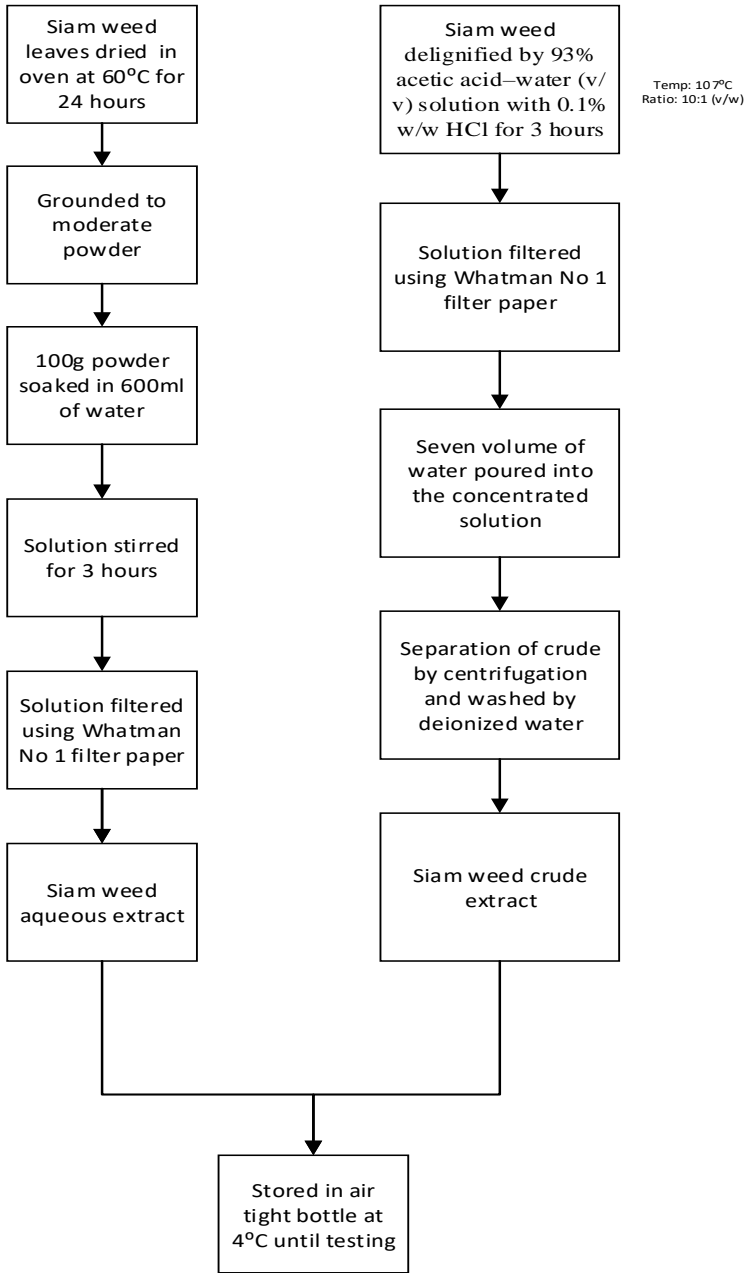 Siam weed
leaves dried in
oven at 60°C for
24 hours
Grounded to
moderate
powder
100g powder
soaked in 600ml
of water
Solution stirred
for 3 hours
Solution filtered
using Whatman
No 1 filter paper
Siam weed
aqueous extract
Siam weed
delignified by 93%
acetic acid–water (v/
v) solution with 0.1%
w/w HCl for 3 hours
Temp: 107°C
Ratio: 10:1 (v/w)
Solution filtered
using Whatman No 1
filter paper
Seven volume of
water poured into
the concentrated
solution
Separation of crude
by centrifugation
and washed by
deionized water
Siam weed crude
extract
Stored in air
tight bottle at
4°C until testing